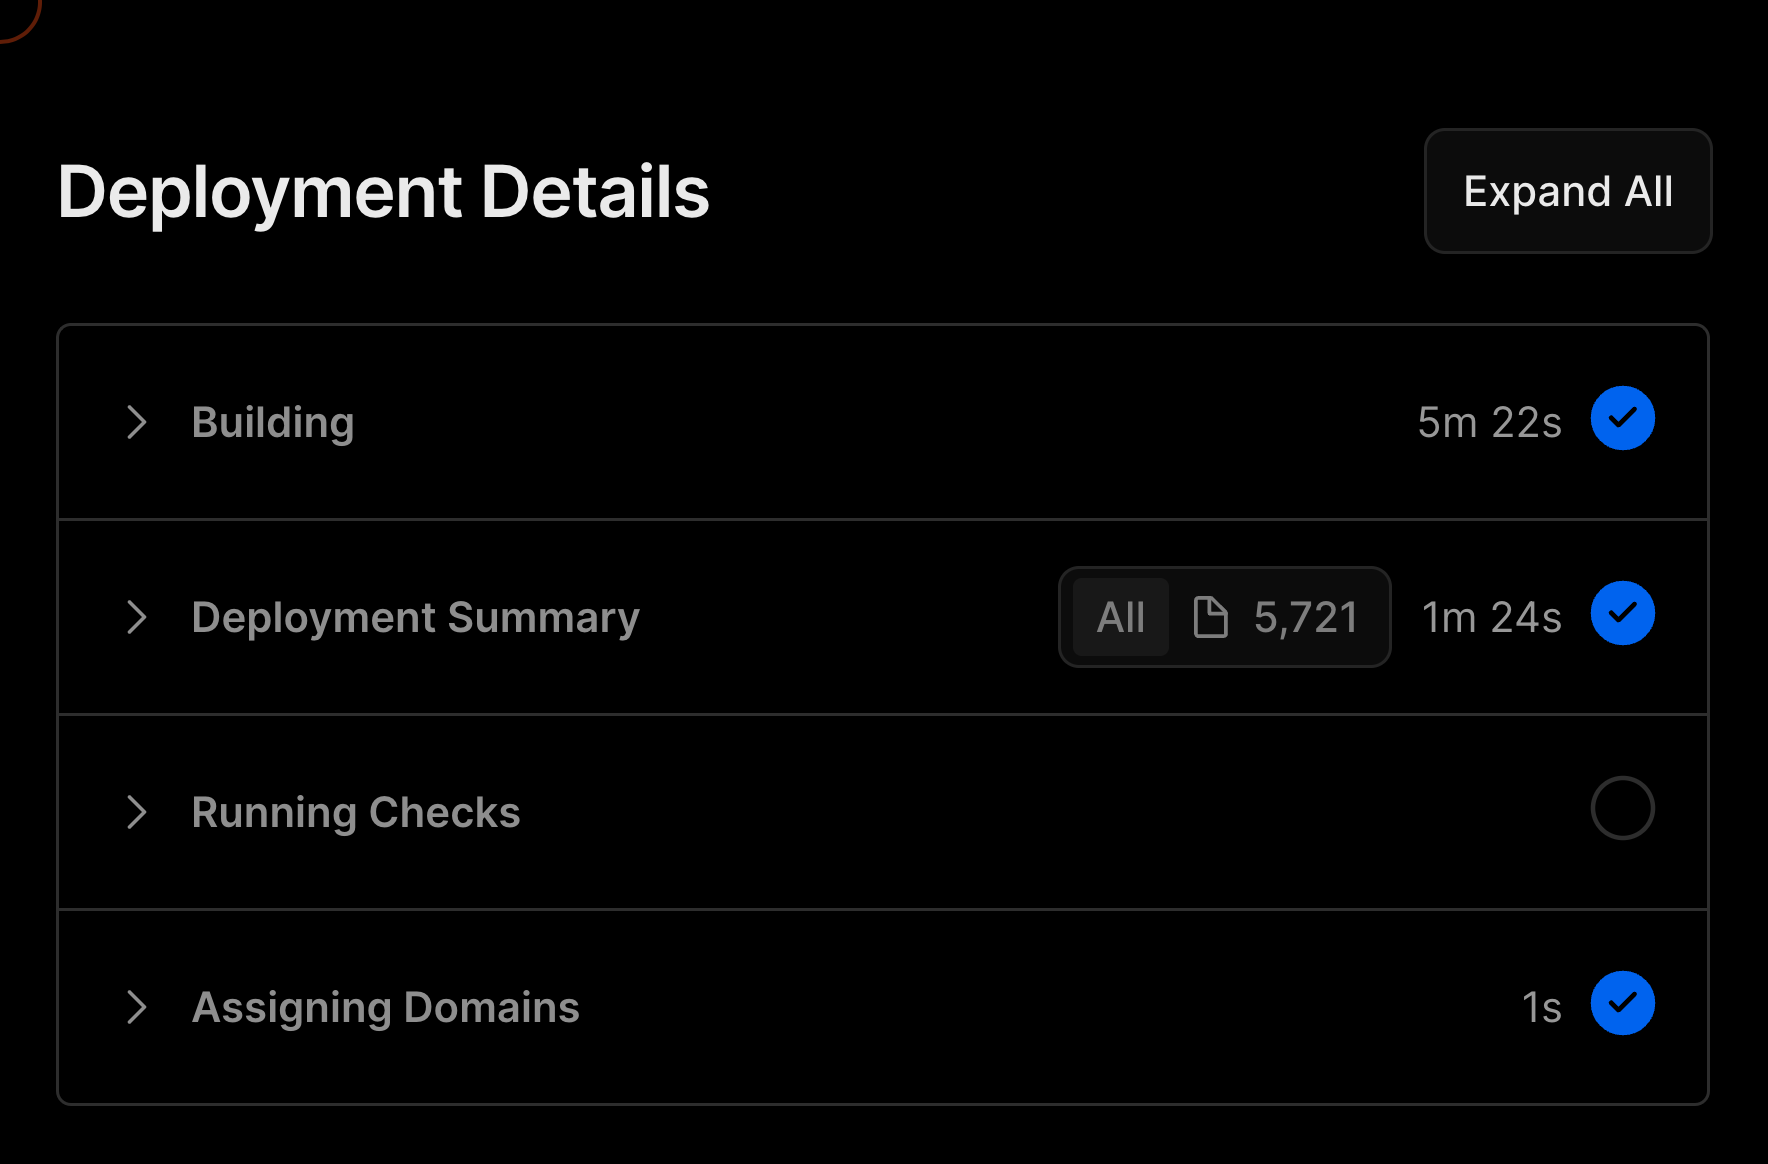 Deployment Details
Expand All
Building
5m 22s
Deployment Summary
All 5,721
1m 24s
Running Checks
Assigning Domains
1s